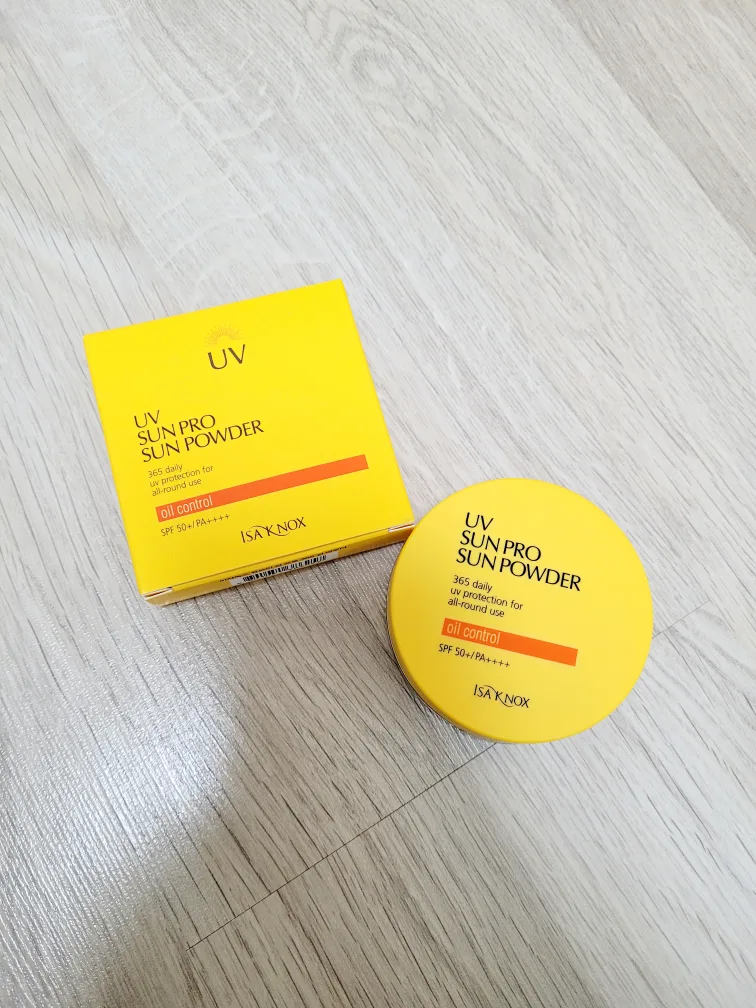 UV
UV
SUN PRO
SUN POWDER
365 daily
uv protection for
all-round use
oil control
SPF 50+/PA++++
ISA KNOX
UV
SUN PRO
SUN POWDER
365 daily
uv protection for
all-round use
oil control
SPF 50+/PA++++
ISA KNOX